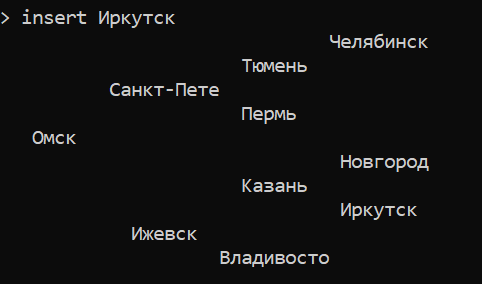 > insert Иркутск
Челябинск
Тюмень
Санкт-Пете
Пермь
Омск
Новгород
Казань
Иркутск
Ижевск
Владивосто